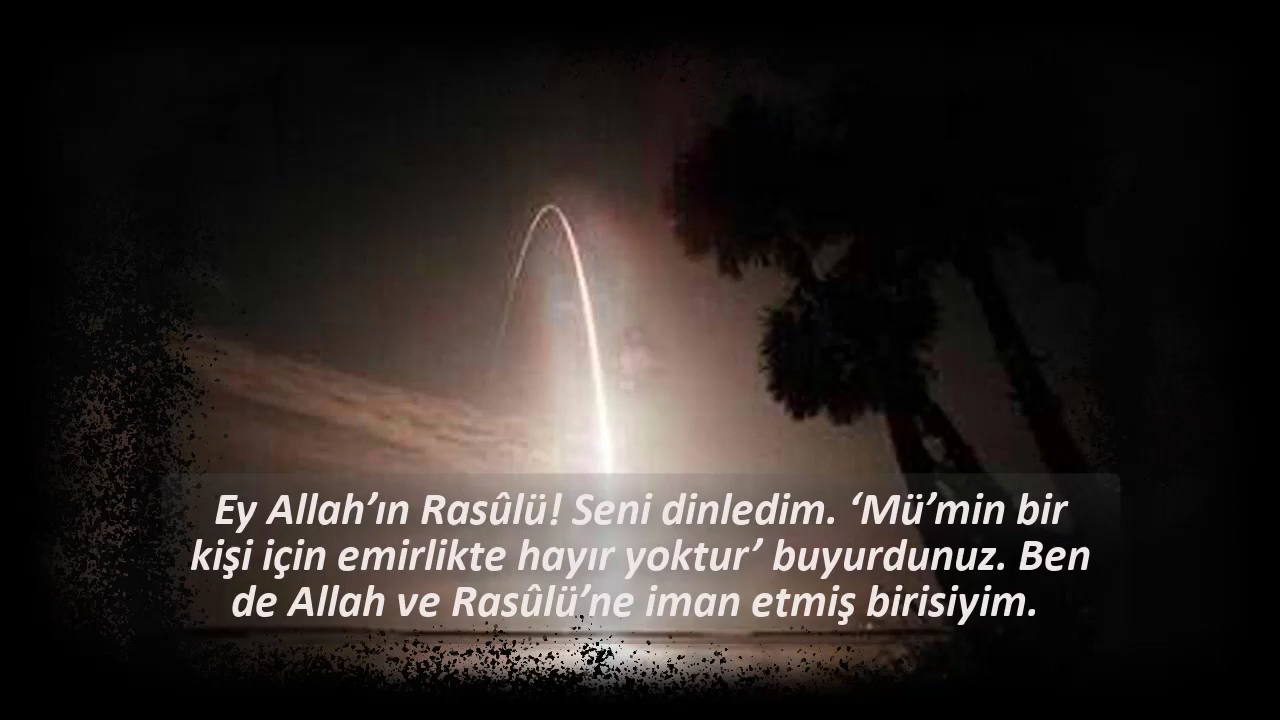 Ey Allah’ın Rasûlü! Seni dinledim. ‘Mü’min bir
kişi için emirlikte hayır yoktur’ buyurdunuz. Ben
de Allah ve Rasûlü’ne iman etmiş birisiyim.